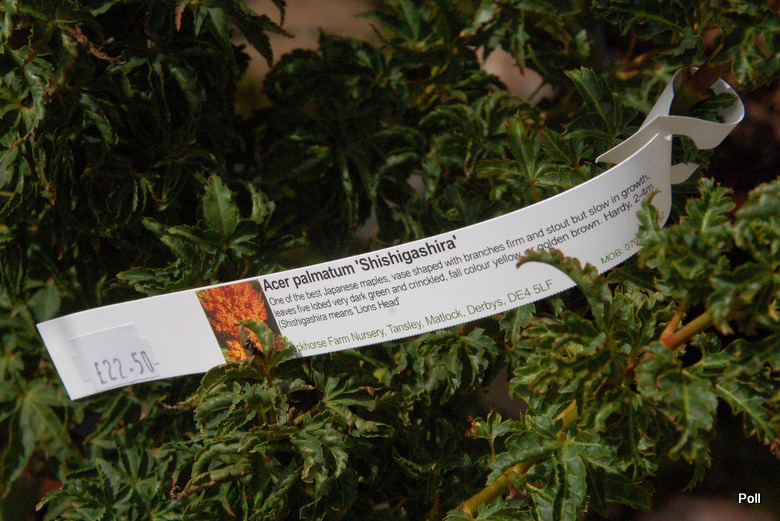 Acer palmatum 'Shishigashira'
One of the best Japanese maples, vase shaped with branches firm and stout but slow in growth,
leaves five lobed very dark green and crinckled, fall colour yellow golden brown. Hardy, 2-4m.
(Shishigashira means 'Lions Head'
khorse Farm Nursery, Tansley, Matlock, Derbys, DE4 5LF
MOB:
£22.50
Poll